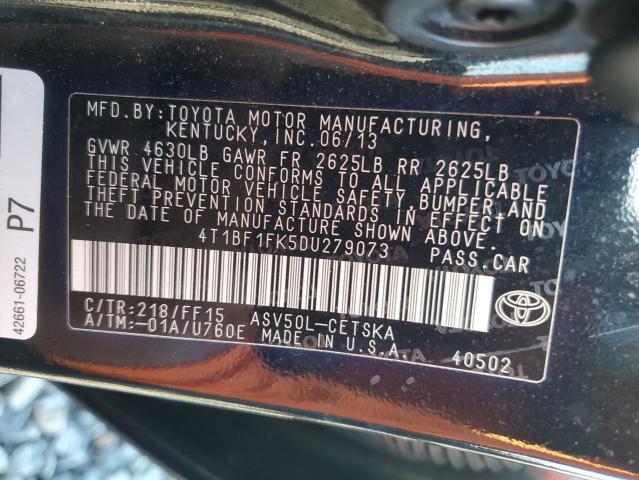 MFD.BY:TOYOTA MOTOR MANUFACTURING,
KENTUCKY,INC.06/13
GVWR 4630LB GAWR FR 2625LB RR 2625LB
THIS VEHICLE CONFORMS TO ALL APPLICABLE
FEDERAL MOTOR VEHICLE SAFETY,BUMPER,AND
THEFT PREVENTION STANDARDS IN EFFECT ON
THE DATE OF MANUFACTURE SHOWN ABOVE.
4T1BF1FK5DU279073 PASS.CAR
C/TR:218/FF15 ASV50L-CETSKA
A/TM:-01A/U760E MADE IN U.S.A. 40502
TOYOTA
P7
42661-06722